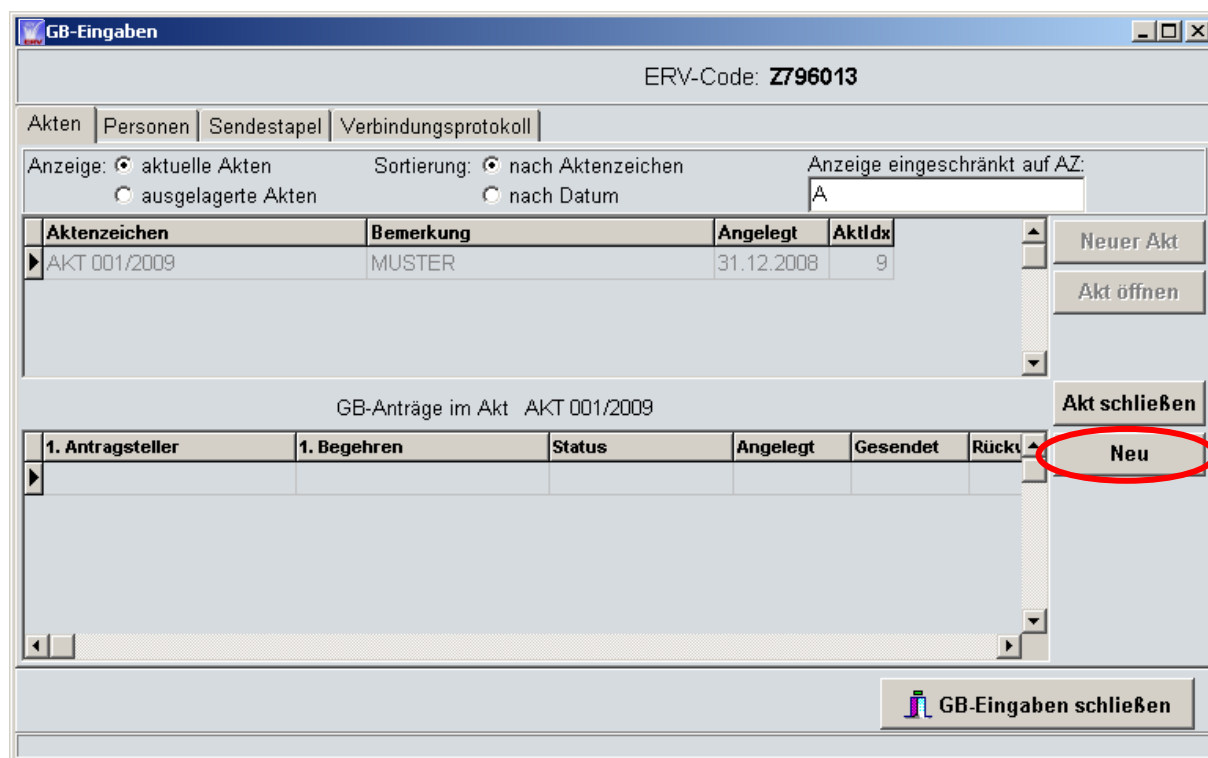 GB-Eingaben
ERV-Code: Z796013
Akten Personen Sendestapel Verbindungsprotokoll
Anzeige: aktuelle Akten Sortierung: nach Aktenzeichen Anzeige eingeschränkt auf AZ:
ausgelagerte Akten nach Datum A
Aktenzeichen Bemerkung Angelegt AktIdx Neuer Akt
AKT 001/2009 MUSTER 31.12.2008 9
Akt öffnen
GB-Anträge im Akt AKT 001/2009 Akt schließen
1. Antragsteller 1. Begehren Status Angelegt Gesendet Neu
GB-Eingaben schließen